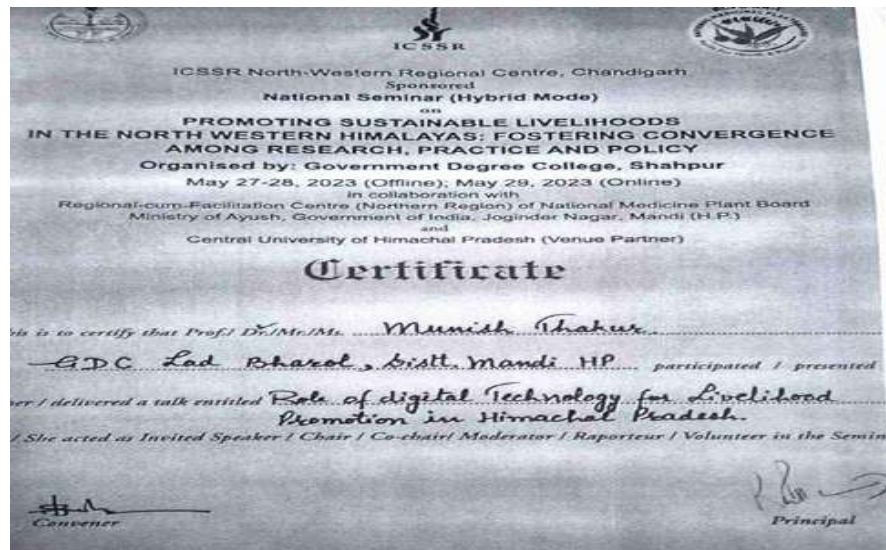 ICSSR
ICSSR North-Western Regional Centre, Chandigarh
Sponsored
National Seminar (Hybrid Mode)
on
PROMOTING SUSTAINABLE LIVELIHOODS
IN THE NORTH WESTERN HIMALAYAS: FOSTERING CONVERGENCE
AMONG RESEARCH, PRACTICE AND POLICY
Organised by: Government Degree College, Shahpur
May 27-28, 2023 (Offline); May 29, 2023 (Online)
in collaboration with
Regional-cum-Facilitation Centre (Northern Region) of National Medicine Plant Board
Ministry of Ayush, Government of India, Joginder Nagar, Mandi (H.P.)
and
Central University of Himachal Pradesh (Venue Partner)
Certificate
his is to certify that Prof./ Dr./Mr./Ms. Munish Thakur
GDC Lad Bharol, Distt. Mandi HP participated / presented
er / delivered a talk entitled Role of digital Technology for Livelihood
Promotion in Himachal Pradesh.
/ She acted as Invited Speaker / Chair / Co-chair/ Moderator / Raporteur / Volunteer in the Semin
Convener
Principal